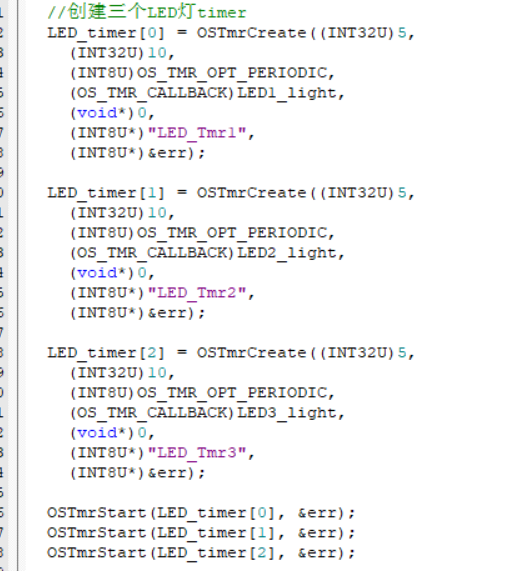 //创建三个LED灯timer
LED_timer[0] = OSTmrCreate((INT32U)5,
(INT32U)10,
(INT8U)OS_TMR_OPT_PERIODIC,
(OS_TMR_CALLBACK)LED1_light,
(void*)0,
(INT8U*)"LED_Tmr1",
(INT8U*)&err);
LED_timer[1] = OSTmrCreate((INT32U)5,
(INT32U)10,
(INT8U)OS_TMR_OPT_PERIODIC,
(OS_TMR_CALLBACK)LED2_light,
(void*)0,
(INT8U*)"LED_Tmr2",
(INT8U*)&err);
LED_timer[2] = OSTmrCreate((INT32U)5,
(INT32U)10,
(INT8U)OS_TMR_OPT_PERIODIC,
(OS_TMR_CALLBACK)LED3_light,
(void*)0,
(INT8U*)"LED_Tmr3",
(INT8U*)&err);
OSTmrStart(LED_timer[0], &err);
OSTmrStart(LED_timer[1], &err);
OSTmrStart(LED_timer[2], &err);